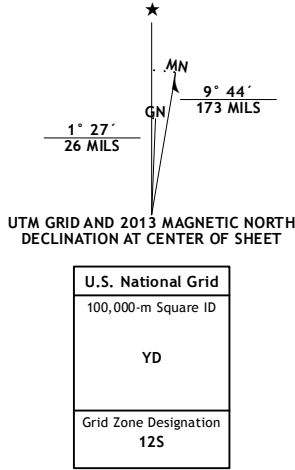 MN
9° 44´
173 MILS
GN
1° 27´
26 MILS
UTM GRID AND 2013 MAGNETIC NORTH
DECLINATION AT CENTER OF SHEET
U.S. National Grid
100,000-m Square ID
YD
Grid Zone Designation
12S